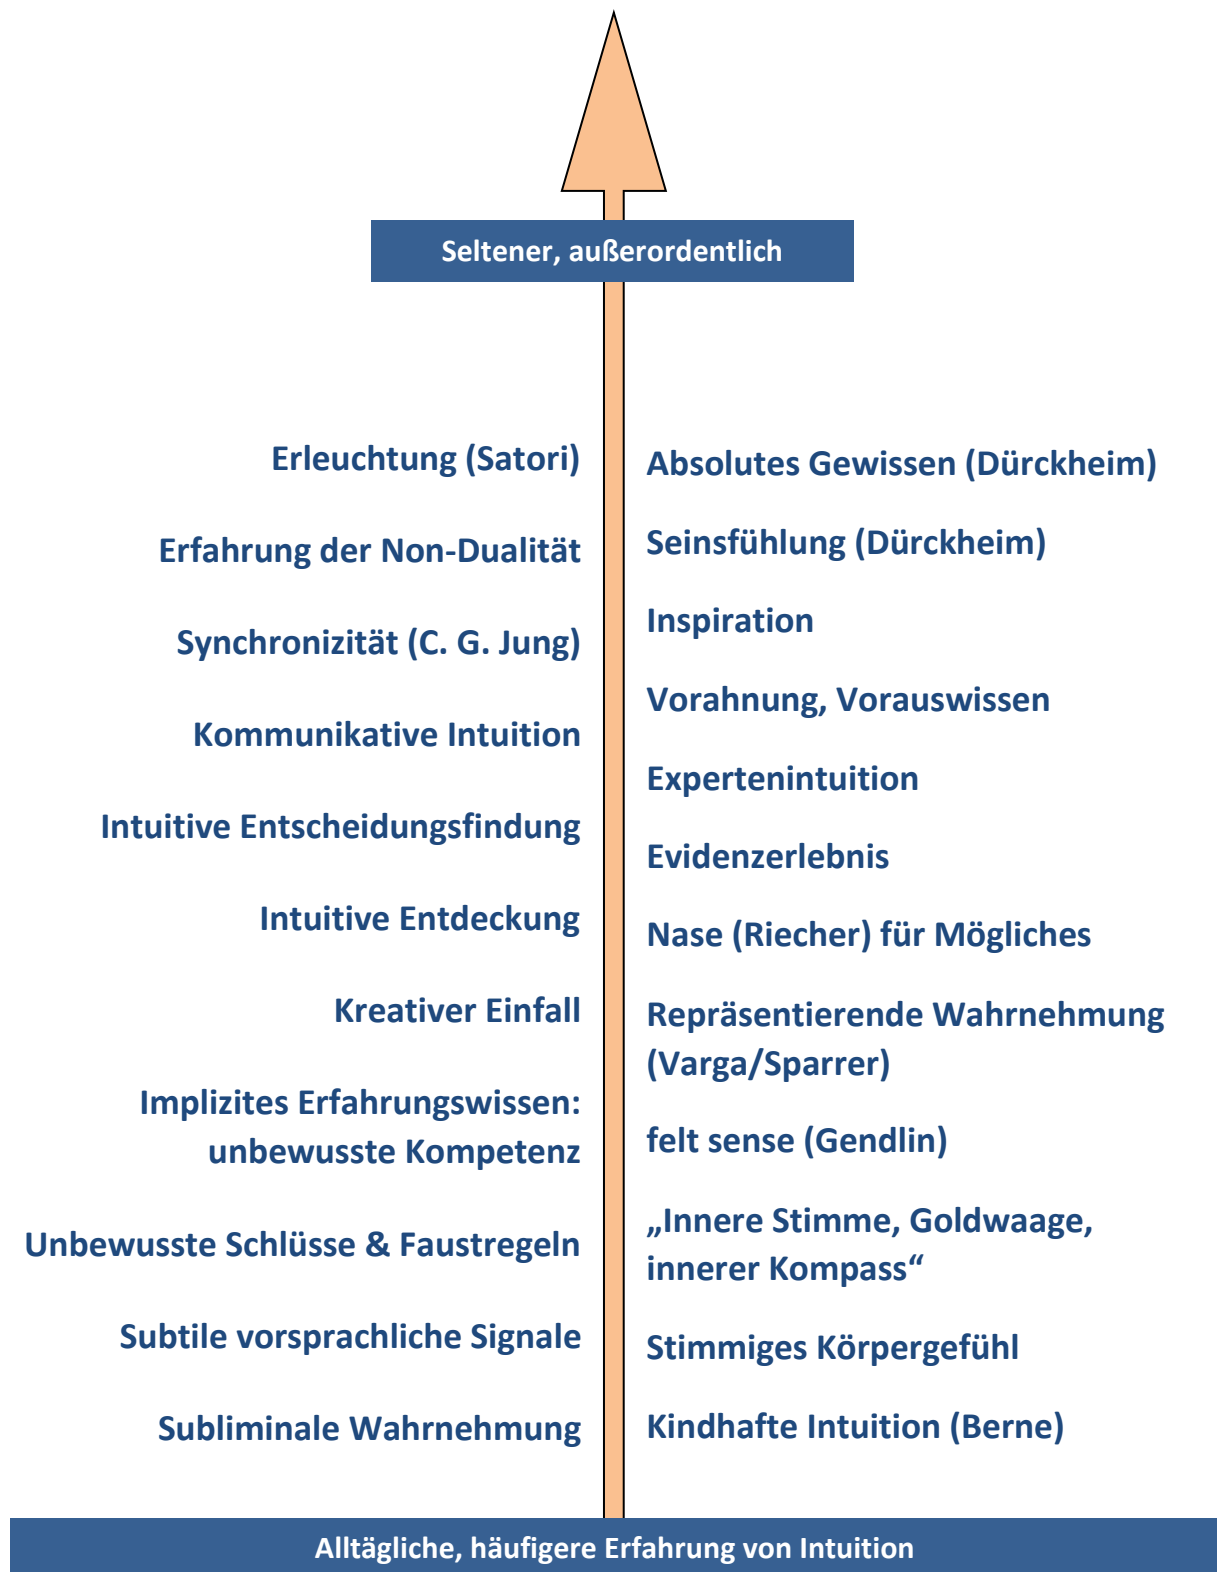 Seltener, außerordentlich
Erleuchtung (Satori)
Erfahrung der Non-Dualität
Synchronizität (C. G. Jung)
Kommunikative Intuition
Intuitive Entscheidungsfindung
Intuitive Entdeckung
Kreativer Einfall
Implizites Erfahrungswissen:
unbewusste Kompetenz
Unbewusste Schlüsse & Faustregeln
Subtile vorsprachliche Signale
Subliminale Wahrnehmung
Absolutes Gewissen (Dürckheim)
Seinsfühlung (Dürckheim)
Inspiration
Vorahnung, Vorauswissen
Expertenintuition
Evidenzerlebnis
Nase (Riecher) für Mögliches
Repräsentierende Wahrnehmung
(Varga/Sparrer)
felt sense (Gendlin)
„Innere Stimme, Goldwaage,
innerer Kompass“
Stimmiges Körpergefühl
Kindhafte Intuition (Berne)
Alltägliche, häufigere Erfahrung von Intuition